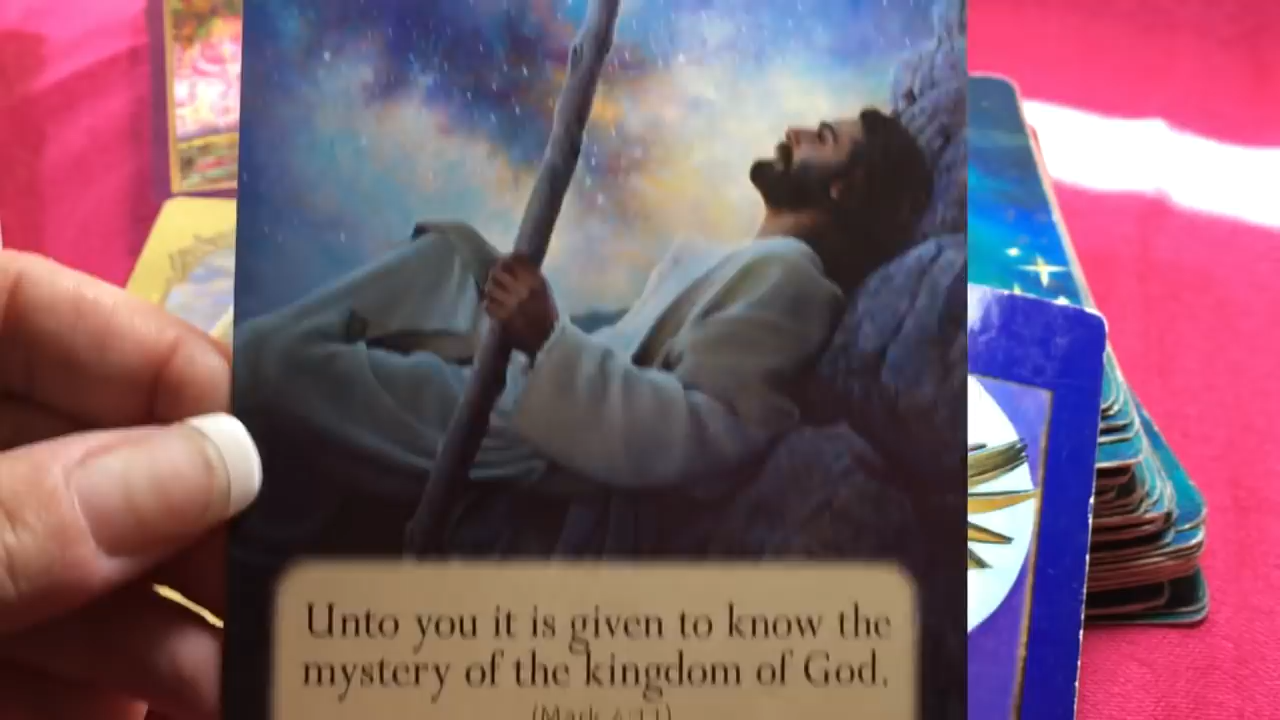 Unto you it is given to know the
mystery of the kingdom of God.
(Mark 4:11)